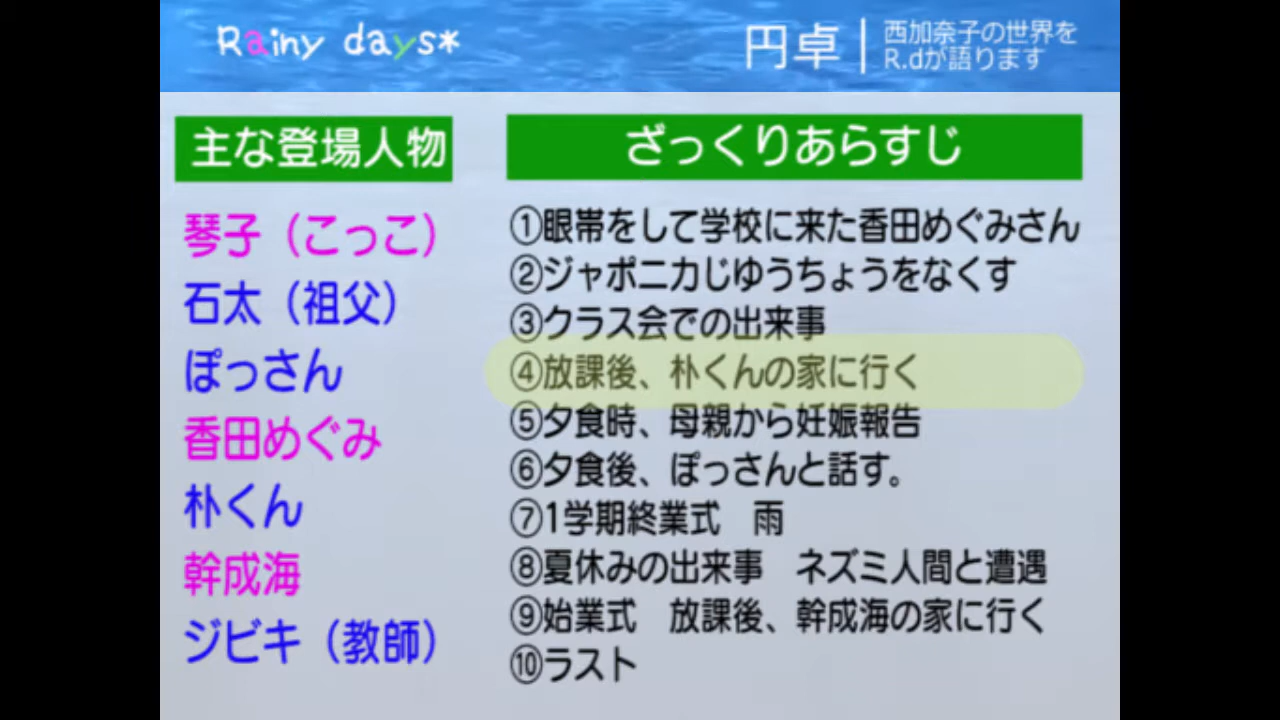 Rainy days*
円卓
西加奈子の世界を
R.dが語ります
主な登場人物
琴子（こっこ）
石太（祖父）
ぽっさん
香田めぐみ
朴くん
幹成海
ジビキ（教師）
ざっくりあらすじ
①眼帯をして学校に来た香田めぐみさん
②ジャポニカじゆうちょうをなくす
③クラス会での出来事
④放課後、朴くんの家に行く
⑤夕食時、母親から妊娠報告
⑥夕食後、ぽっさんと話す。
⑦1学期終業式　雨
⑧夏休みの出来事　ネズミ人間と遭遇
⑨始業式　放課後、幹成海の家に行く
⑩ラスト